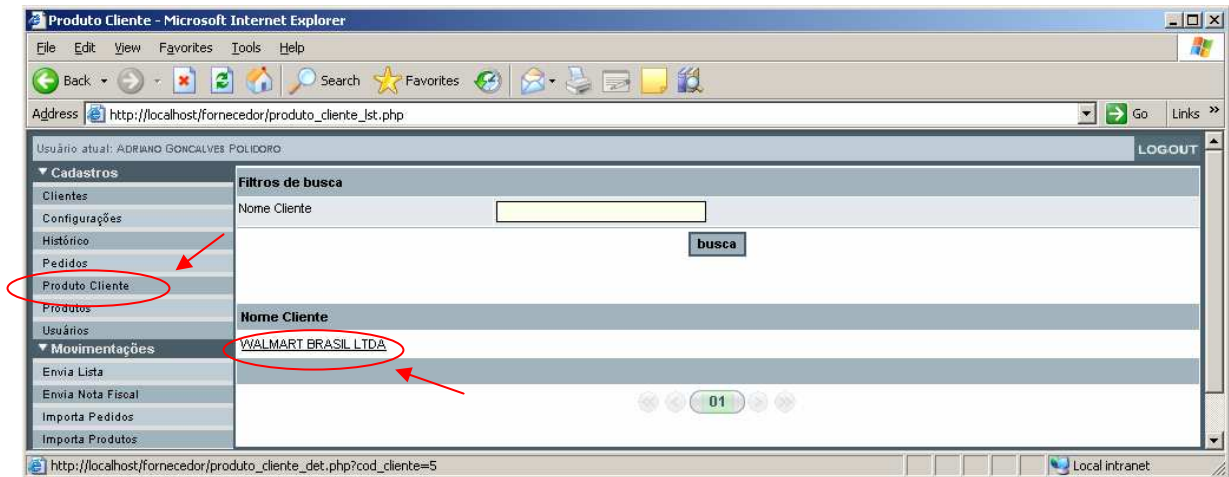 Produto Cliente - Microsoft Internet Explorer
File Edit View Favorites Tools Help
Back Search Favorites
Address http://localhost/fornecedor/produto_cliente_lst.php Go Links »
Usuário atual: ADRIANO GONCALVES POLIDORO LOGOUT
Cadastros
Clientes
Configurações
Histórico
Pedidos
Produto Cliente
Produtos
Usuários
Movimentações
Envia Lista
Envia Nota Fiscal
Importa Pedidos
Importa Produtos
Filtros de busca
Nome Cliente
busca
Nome Cliente
WALMART BRASIL LTDA
01
http://localhost/fornecedor/produto_cliente_det.php?cod_cliente=5 Local intranet